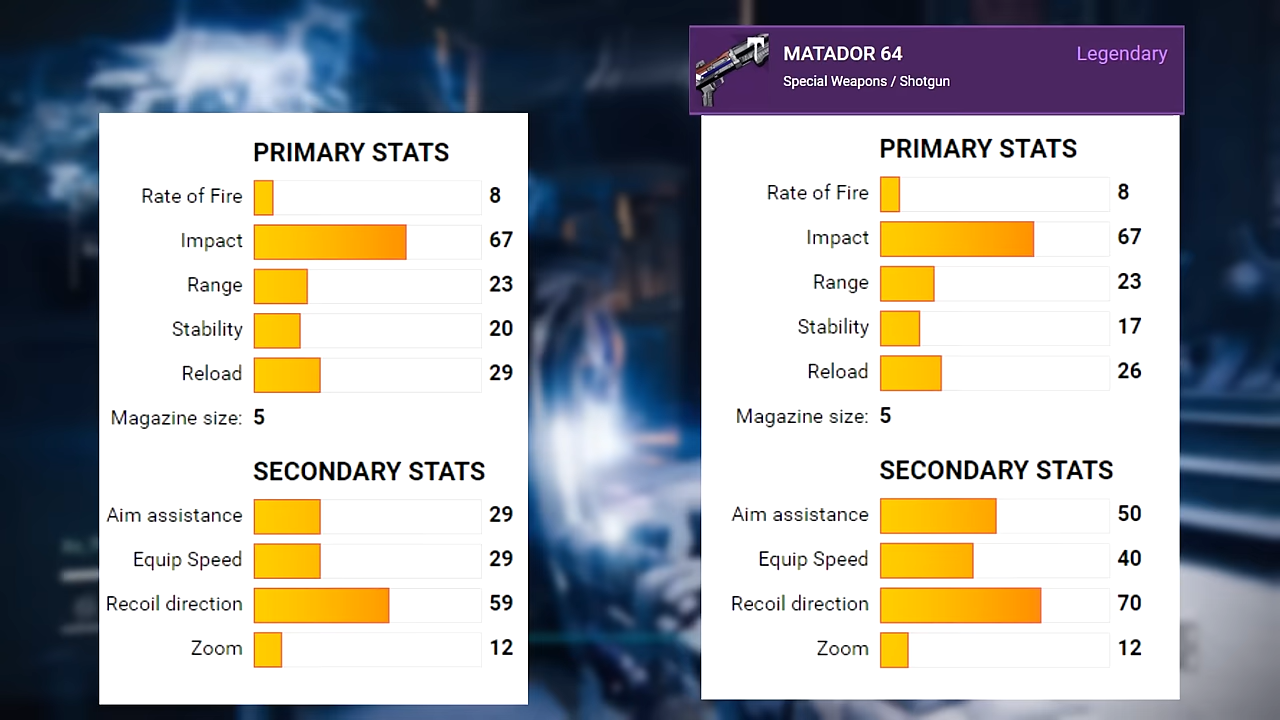 PRIMARY STATS
Rate of Fire 8
Impact 67
Range 23
Stability 20
Reload 29
Magazine size: 5
SECONDARY STATS
Aim assistance 29
Equip Speed 29
Recoil direction 59
Zoom 12
MATADOR 64 Legendary
Special Weapons / Shotgun
PRIMARY STATS
Rate of Fire 8
Impact 67
Range 23
Stability 17
Reload 26
Magazine size: 5
SECONDARY STATS
Aim assistance 50
Equip Speed 40
Recoil direction 70
Zoom 12